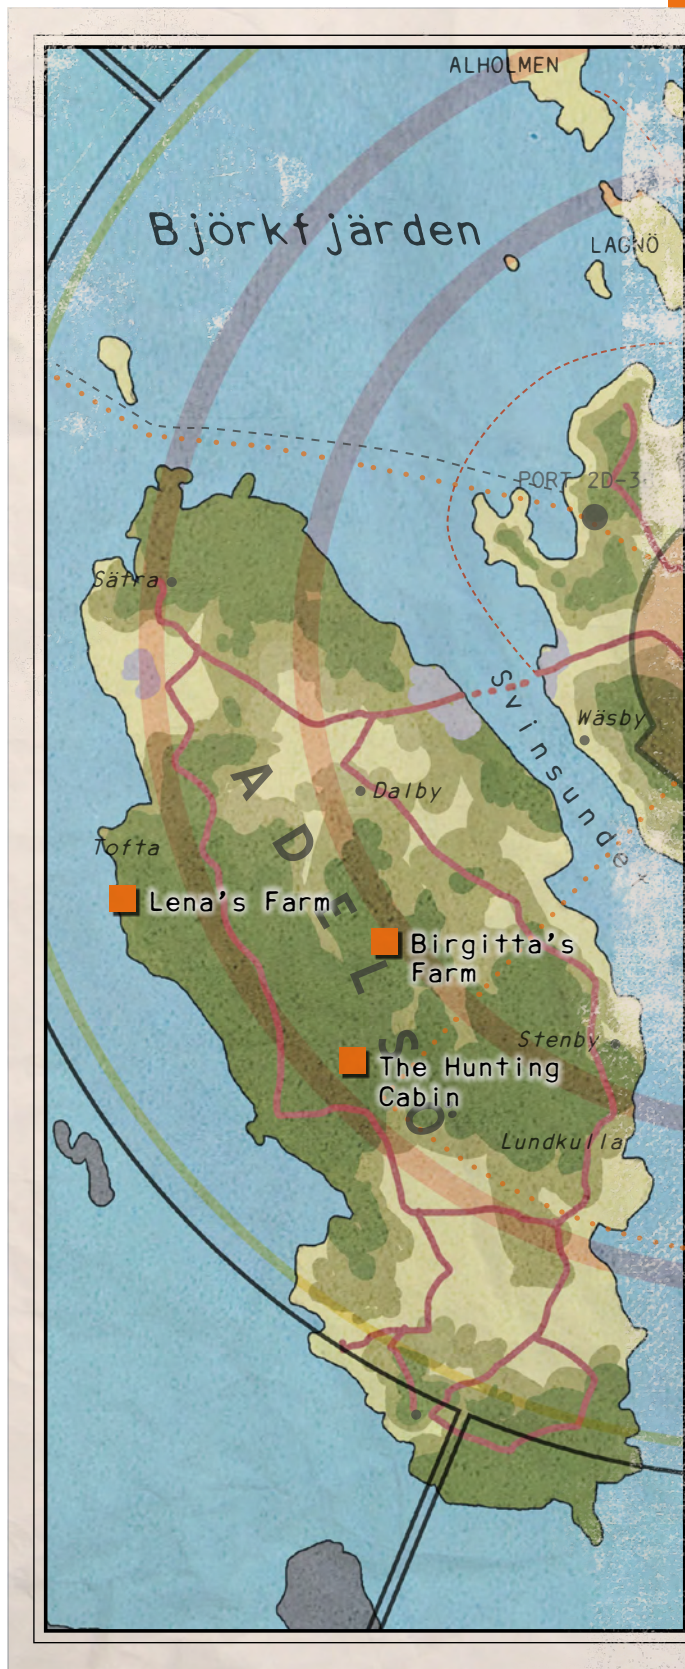 ALHOLMEN
Björkfjärden
LAGNÖ
PORT 2D-3
Säfra
Svinsundet
Wäsby
ADELSÖ
Dalby
Tofta
Lena's Farm
Birgitta's
Farm
Stenby
The Hunting
Cabin
Lundkulla